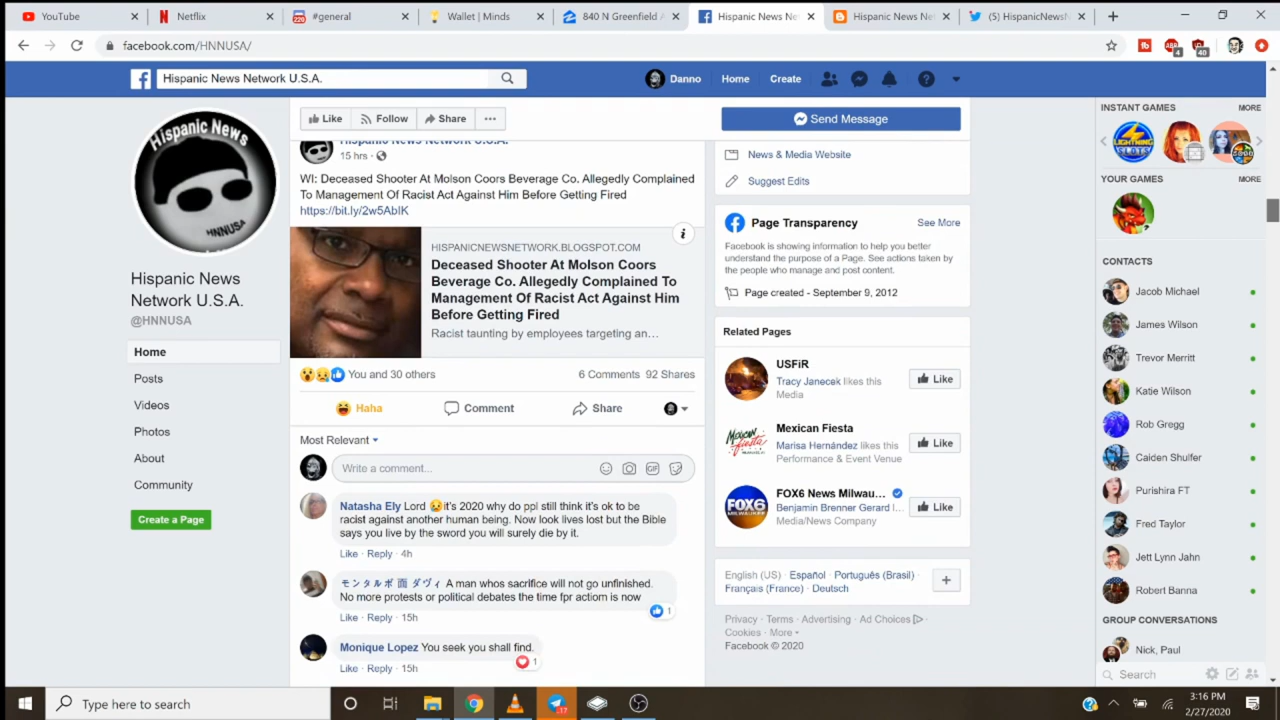 YouTube
Netflix
220
#general
Wallet | Minds
840 N Greenfield A
Hispanic News Ne
Hispanic News Net
(5) HispanicNewsN
facebook.com/HNNUSA/
4
40
Hispanic News Network U.S.A.
Danno
Home
Create
Hispanic News
HNNUSA
Hispanic News
Network U.S.A.
@HNNUSA
Home
Posts
Videos
Photos
About
Community
Create a Page
Like
Follow
Share
Hispanic News Network U.S.A.
15 hrs ·
WI: Deceased Shooter At Molson Coors Beverage Co. Allegedly Complained
To Management Of Racist Act Against Him Before Getting Fired
https://bit.ly/2w5AbIK
HISPANICNEWSNETWORK.BLOGSPOT.COM
Deceased Shooter At Molson Coors
Beverage Co. Allegedly Complained To
Management Of Racist Act Against Him
Before Getting Fired
Racist taunting by employees targeting an…
You and 30 others
6 Comments 92 Shares
Haha
Comment
Share
Most Relevant
Write a comment...
GIF
Natasha Ely Lord 😥it's 2020 why do ppl still think it's ok to be
racist against another human being. Now look lives lost but the Bible
says you live by the sword you will surely die by it.
Like · Reply · 4h
モンタルボ 面 ダヴィ A man whos sacrifice will not go unfinished.
No more protests or political debates the time fpr actiom is now
1
Like · Reply · 15h
Monique Lopez You seek you shall find.
1
Like · Reply · 15h
Send Message
News & Media Website
Suggest Edits
Page Transparency
See More
Facebook is showing information to help you better
understand the purpose of a Page. See actions taken by
the people who manage and post content.
Page created - September 9, 2012
Related Pages
USFiR
Tracy Janecek likes this
Media
Like
Mexican Fiesta
Marisa Hernández likes this
Performance & Event Venue
Like
FOX6
FOX6 News Milwau...
Benjamin Brenner Gerard l...
Media/News Company
Like
English (US) · Español · Português (Brasil) ·
Français (France) · Deutsch
Privacy · Terms · Advertising · Ad Choices ·
Cookies · More
Facebook © 2020
INSTANT GAMES
MORE
YOUR GAMES
MORE
CONTACTS
Jacob Michael
James Wilson
Trevor Merritt
Katie Wilson
Rob Gregg
Caiden Shulfer
Purishira FT
Fred Taylor
Jett Lynn Jahn
Robert Banna
GROUP CONVERSATIONS
Nick, Paul
Search
Type here to search
3:16 PM
2/27/2020